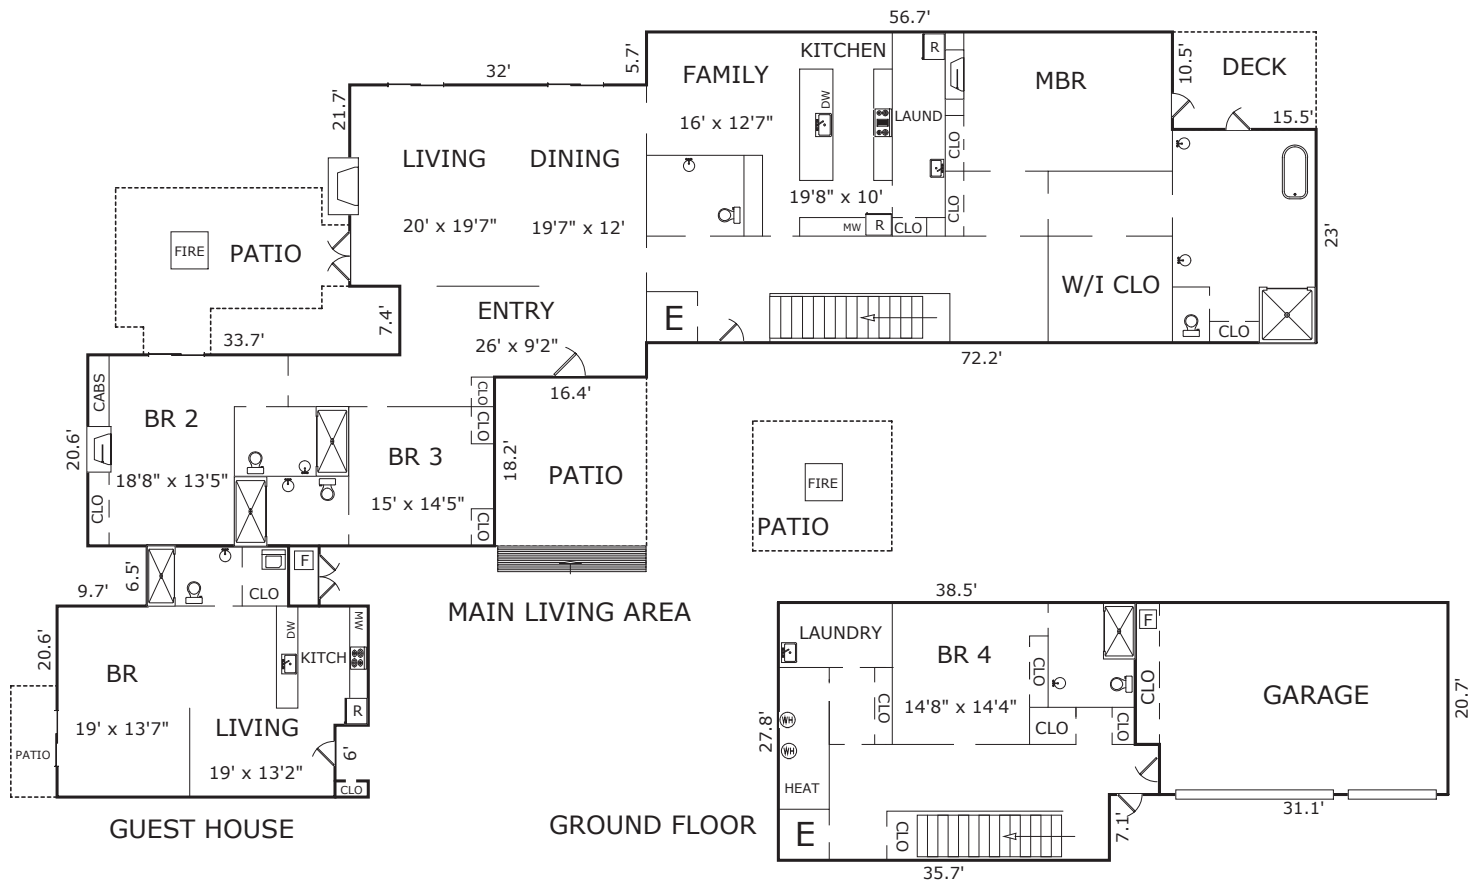 56.7'
32'
5.7'
21.7'
FAMILY
16' x 12'7"
KITCHEN
DW
R
LAUND
CLO
MBR
10.5'
DECK
15.5'
LIVING
20' x 19'7"
DINING
19'7" x 12'
19'8" x 10'
MW
R
CLO
CLO
FIRE
PATIO
W/I CLO
23'
33.7'
7.4'
ENTRY
26' x 9'2"
E
CLO
72.2'
16.4'
CABS
BR 2
18'8" x 13'5"
20.6'
CLO
BR 3
15' x 14'5"
CLO
CLO
CLO
18.2'
PATIO
FIRE
PATIO
9.7'
6.5'
CLO
F
MAIN LIVING AREA
20.6'
BR
19' x 13'7"
DW
KITCH
MW
R
LIVING
19' x 13'2"
6'
CLO
PATIO
GUEST HOUSE
38.5'
LAUNDRY
BR 4
14'8" x 14'4"
CLO
CLO
CLO
CLO
F
CLO
GARAGE
20.7'
27.8'
WH
WH
HEAT
E
CLO
7.1'
31.1'
35.7'
GROUND FLOOR